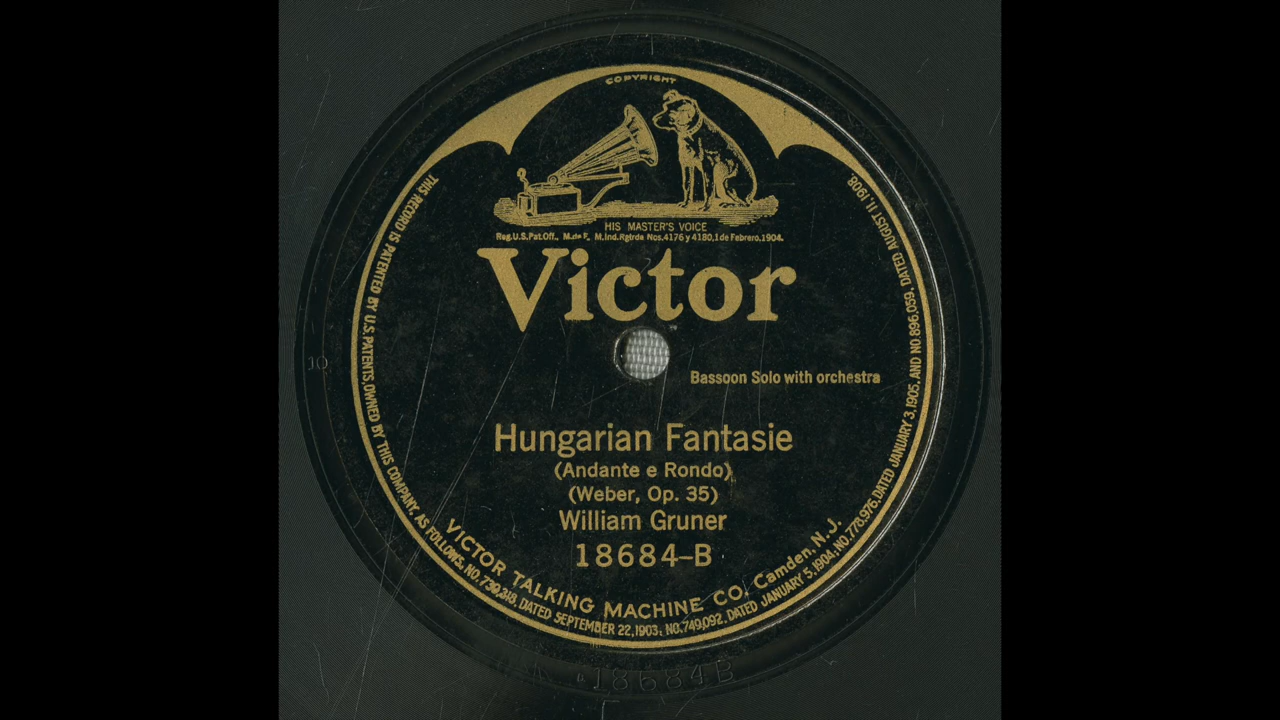 COPYRIGHT
HIS MASTER'S VOICE
Reg.U.S.Pat.Off., M.de F. M.Ind.Rgtrda Nos.4176 y 4180,1 de Febrero,1904.
Victor
Bassoon Solo with orchestra
Hungarian Fantasie
(Andante e Rondo)
(Weber, Op. 35)
William Gruner
18684-B
VICTOR TALKING MACHINE CO. Camden, N.J.
THIS RECORD IS PATENTED BY U.S. PATENTS, OWNED BY THIS COMPANY, AS FOLLOWS, NO. 739,318, DATED SEPTEMBER 22, 1903; NO. 749,092, DATED JANUARY 5, 1904; NO. 778,976, DATED JANUARY 3, 1905, AND NO. 896,059, DATED AUGUST 11, 1908.
10
18684B